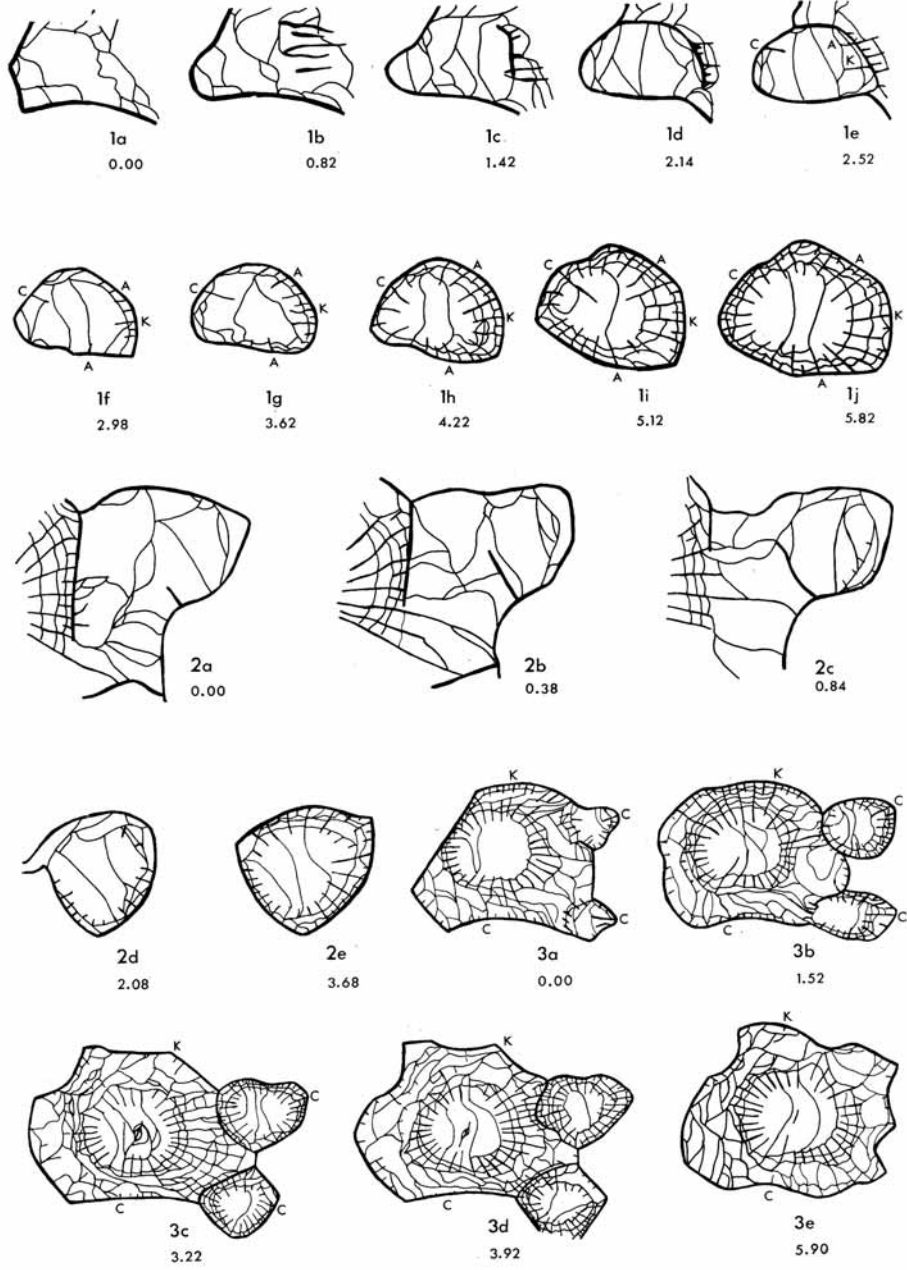 C A K
1a 1b 1c 1d 1e
0.00 0.82 1.42 2.14 2.52
C A K A C A K A C A K A C A K A C A K A
1f 1g 1h 1i 1j
2.98 3.62 4.22 5.12 5.82
2a 2b 2c
0.00 0.38 0.84
K C C C K C C C
2d 2e 3a 3b
2.08 3.68 0.00 1.52
K C C C K C K C
3c 3d 3e
3.22 3.92 5.90